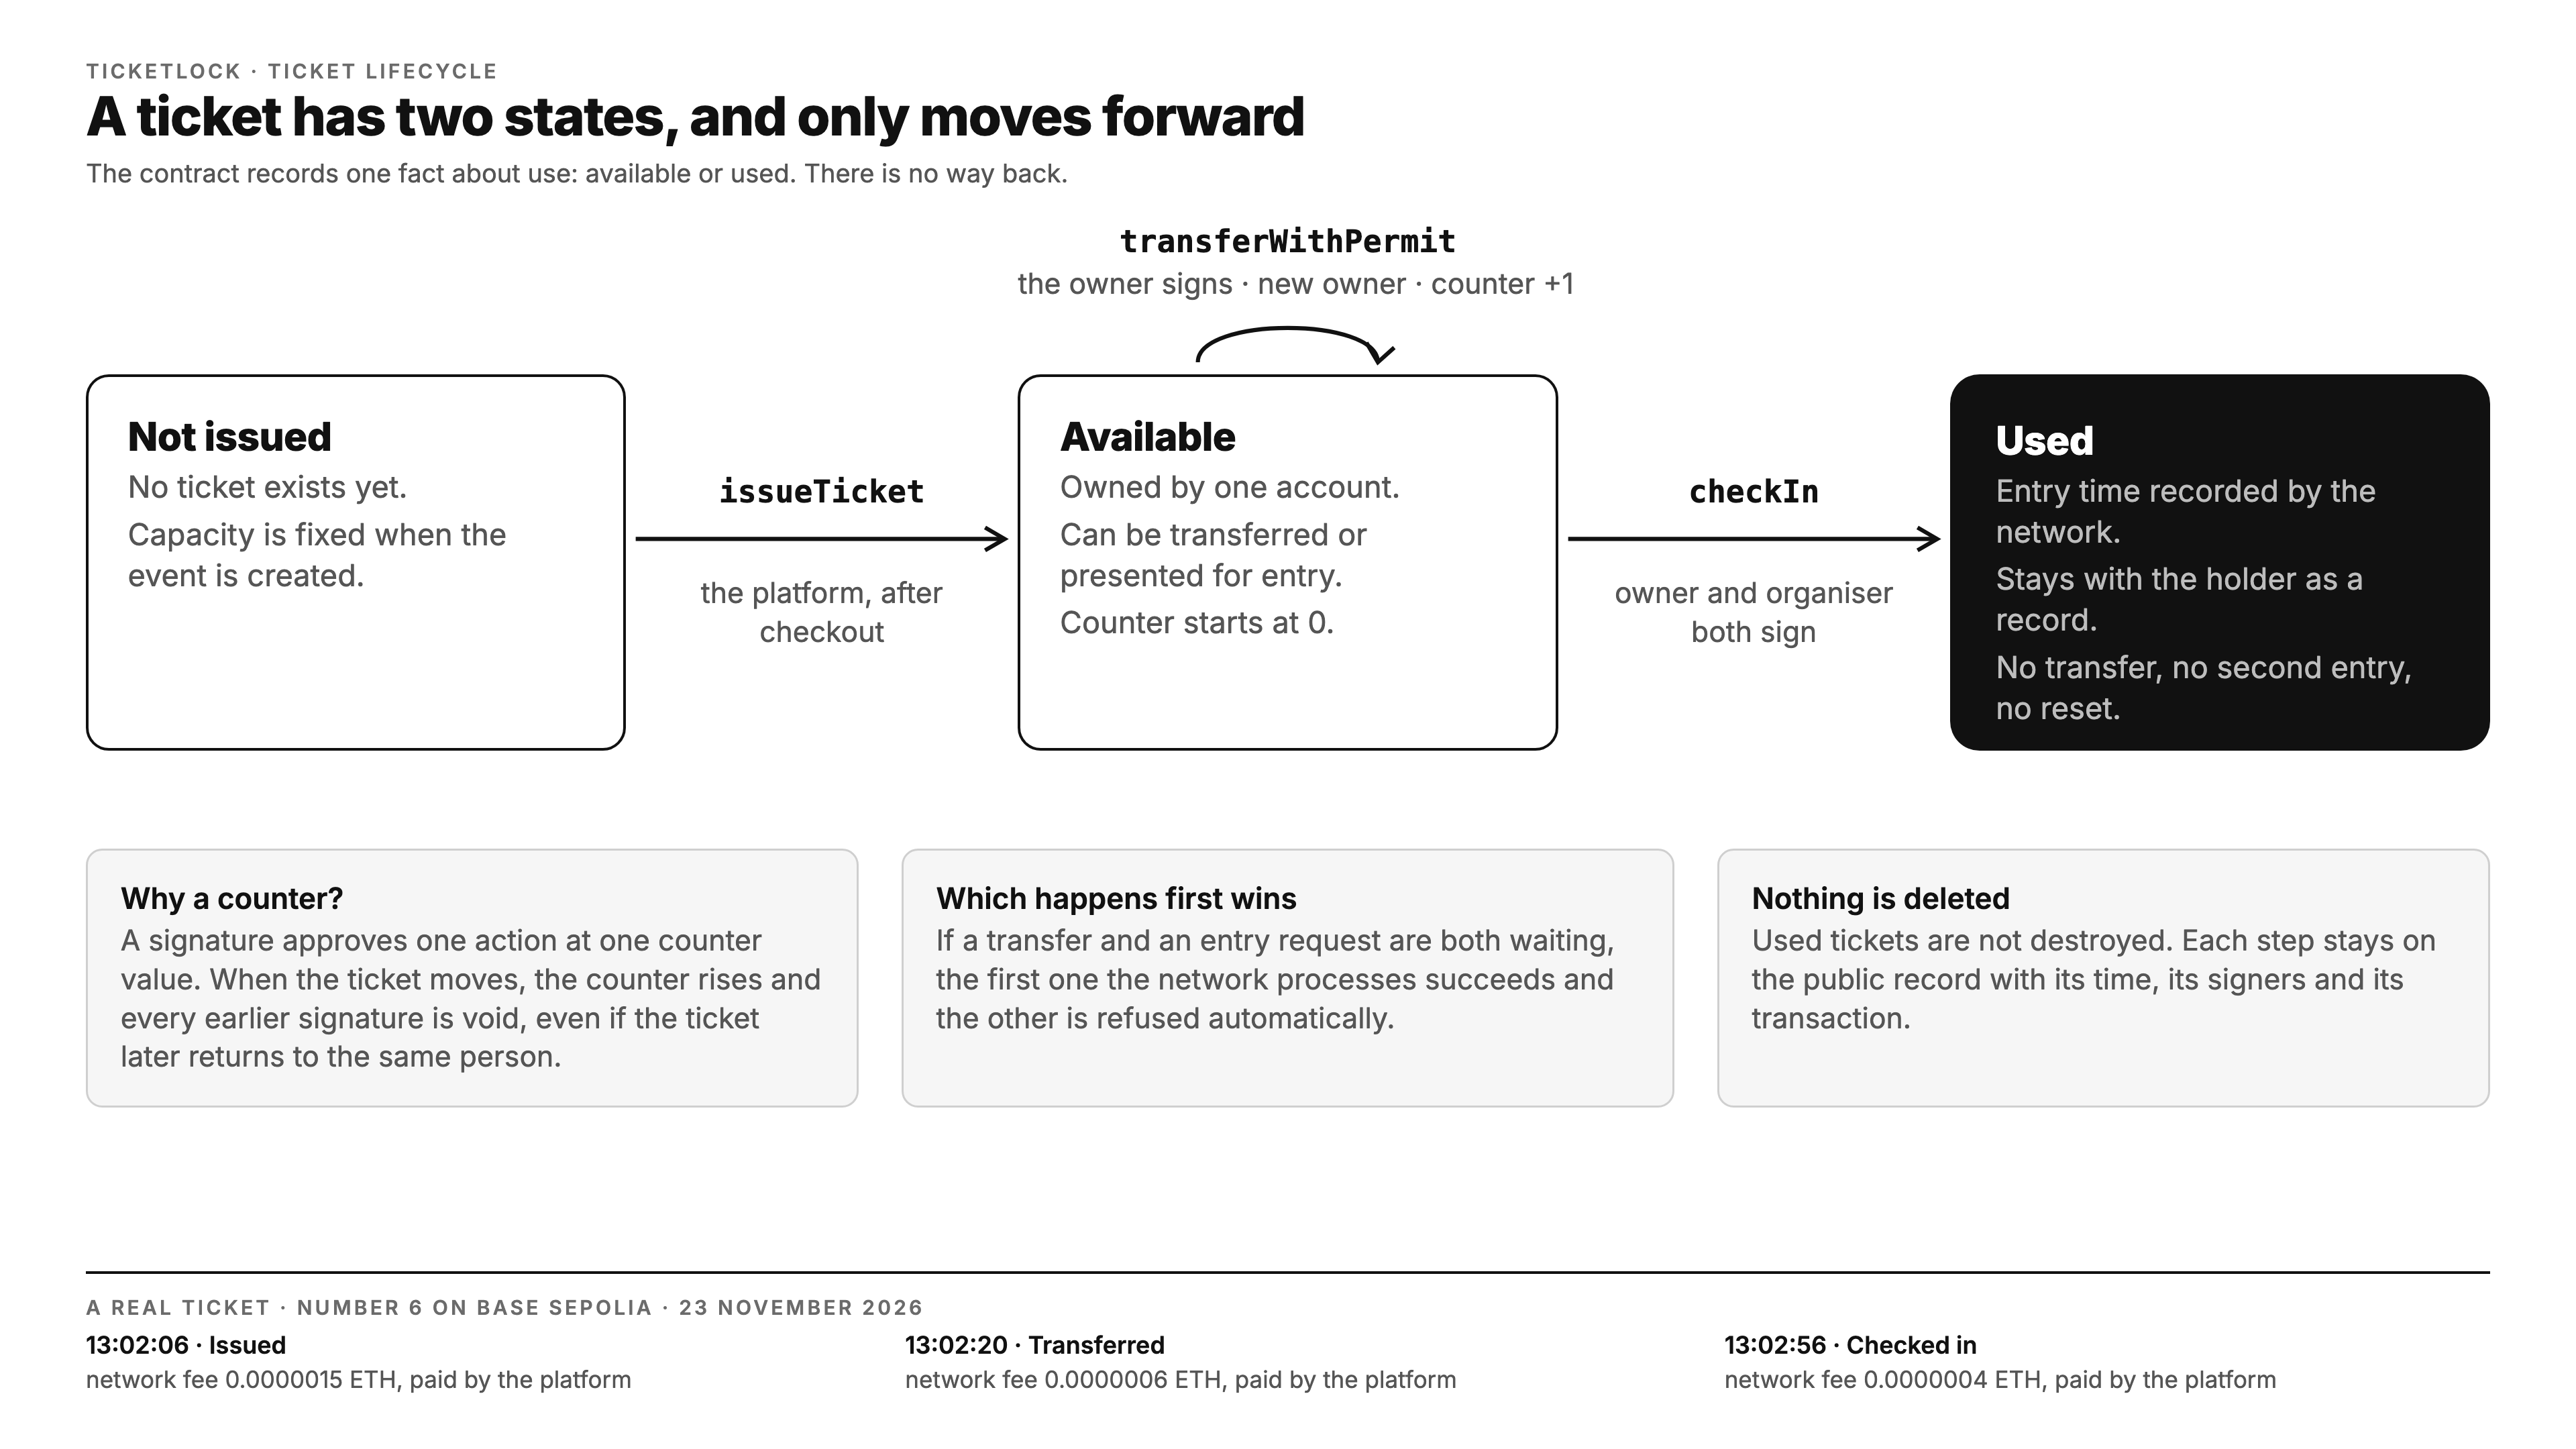 TICKETLOCK · TICKET LIFECYCLE
A ticket has two states, and only moves forward
The contract records one fact about use: available or used. There is no way back.
transferWithPermit
the owner signs · new owner · counter +1
Not issued
No ticket exists yet.
Capacity is fixed when the
event is created.
issueTicket
the platform, after
checkout
Available
Owned by one account.
Can be transferred or
presented for entry.
Counter starts at 0.
checkIn
owner and organiser
both sign
Used
Entry time recorded by the
network.
Stays with the holder as a
record.
No transfer, no second entry,
no reset.
Why a counter?
A signature approves one action at one counter
value. When the ticket moves, the counter rises and
every earlier signature is void, even if the ticket
later returns to the same person.
Which happens first wins
If a transfer and an entry request are both waiting,
the first one the network processes succeeds and
the other is refused automatically.
Nothing is deleted
Used tickets are not destroyed. Each step stays on
the public record with its time, its signers and its
transaction.
A REAL TICKET · NUMBER 6 ON BASE SEPOLIA · 23 NOVEMBER 2026
13:02:06 · Issued
network fee 0.0000015 ETH, paid by the platform
13:02:20 · Transferred
network fee 0.0000006 ETH, paid by the platform
13:02:56 · Checked in
network fee 0.0000004 ETH, paid by the platform